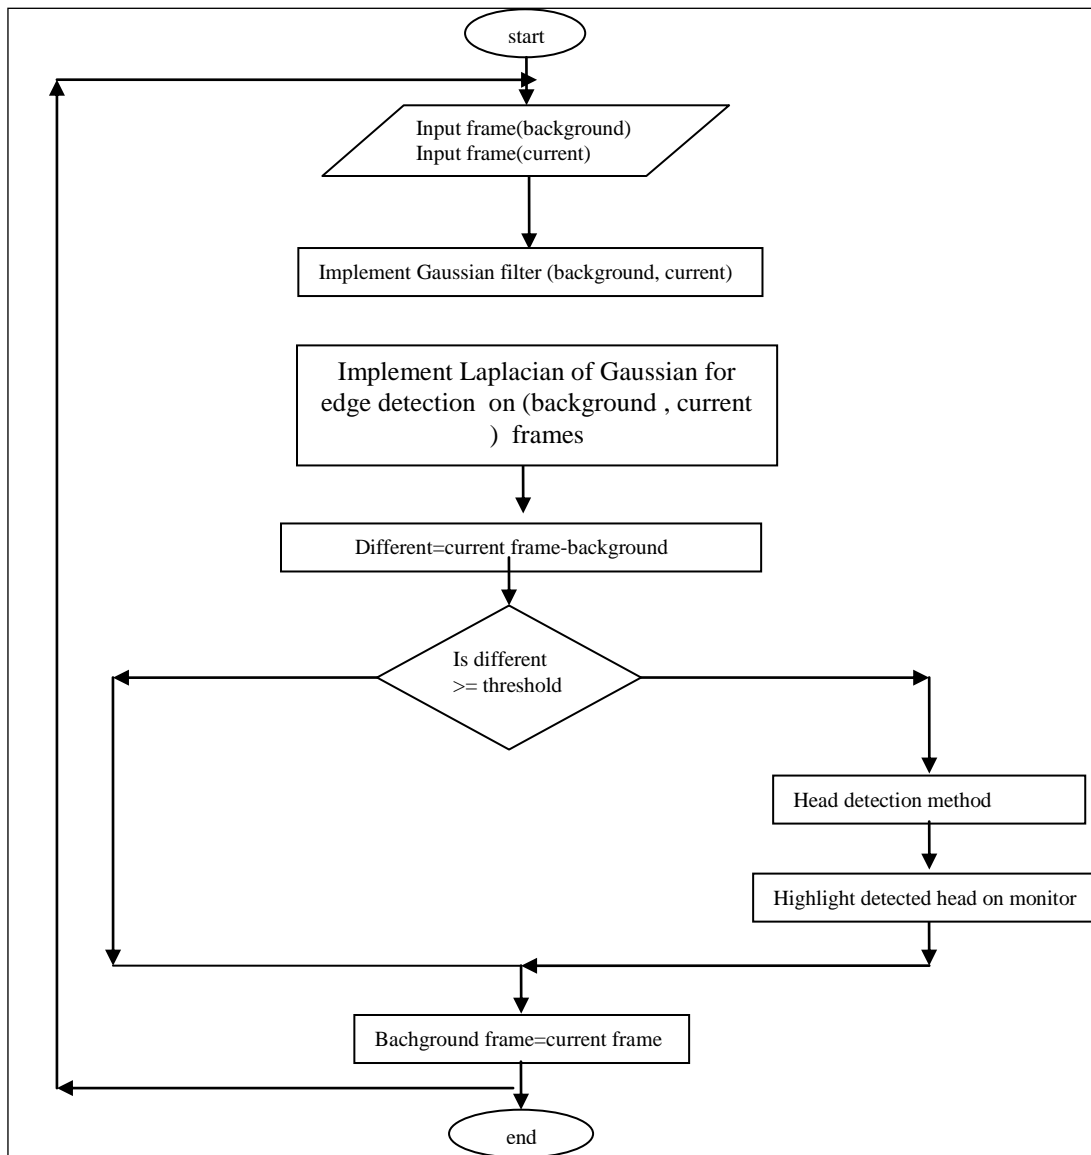 start
Input frame(background)
Input frame(current)
Implement Gaussian filter (background, current)
Implement Laplacian of Gaussian for
edge detection on (background , current
) frames
Different=current frame-background
Is different
>= threshold
Head detection method
Highlight detected head on monitor
Bachground frame=current frame
end